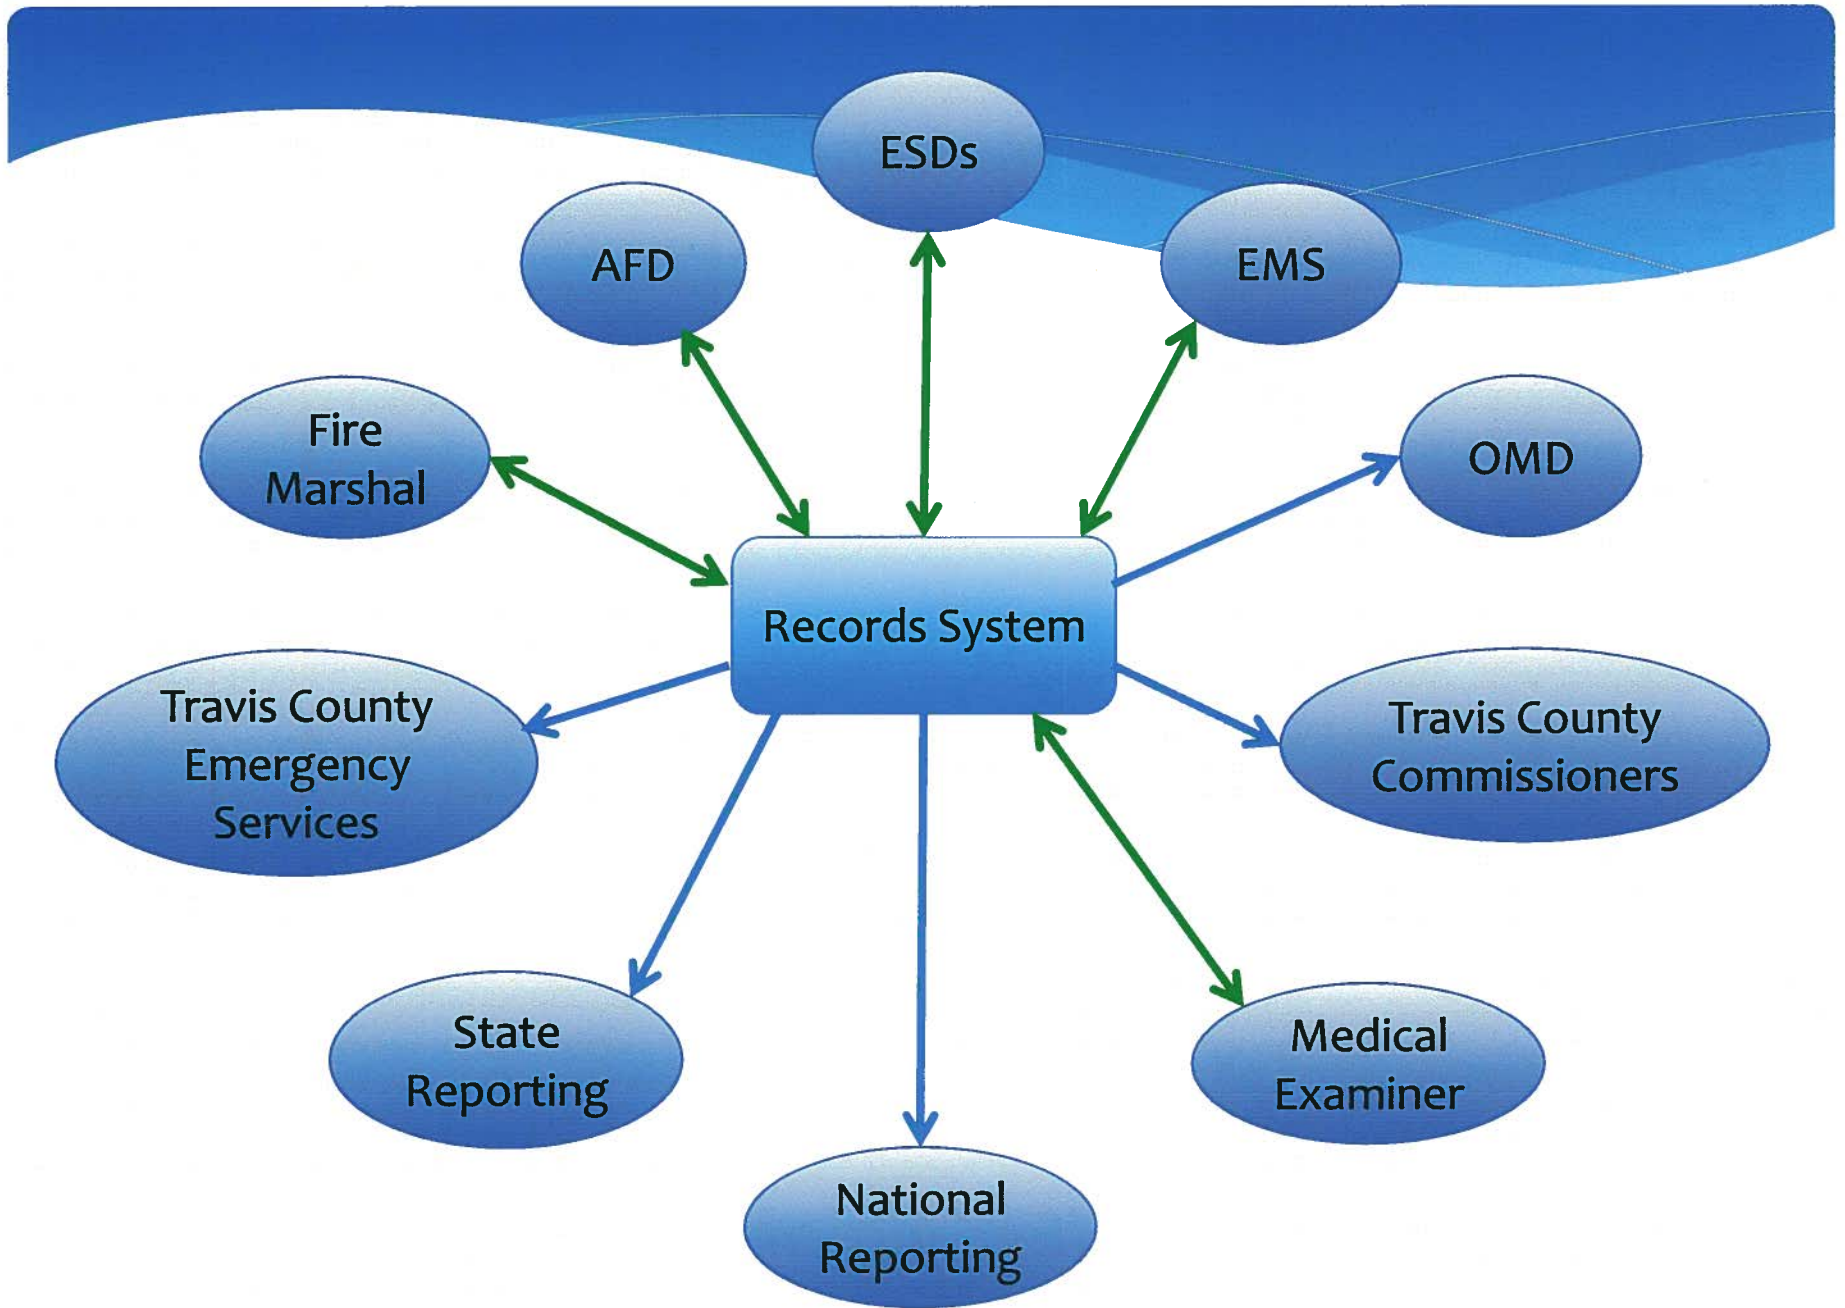 ESDs
AFD
EMS
Fire
Marshal
OMD
Records System
Travis County
Emergency
Services
Travis County
Commissioners
State
Reporting
Medical
Examiner
National
Reporting